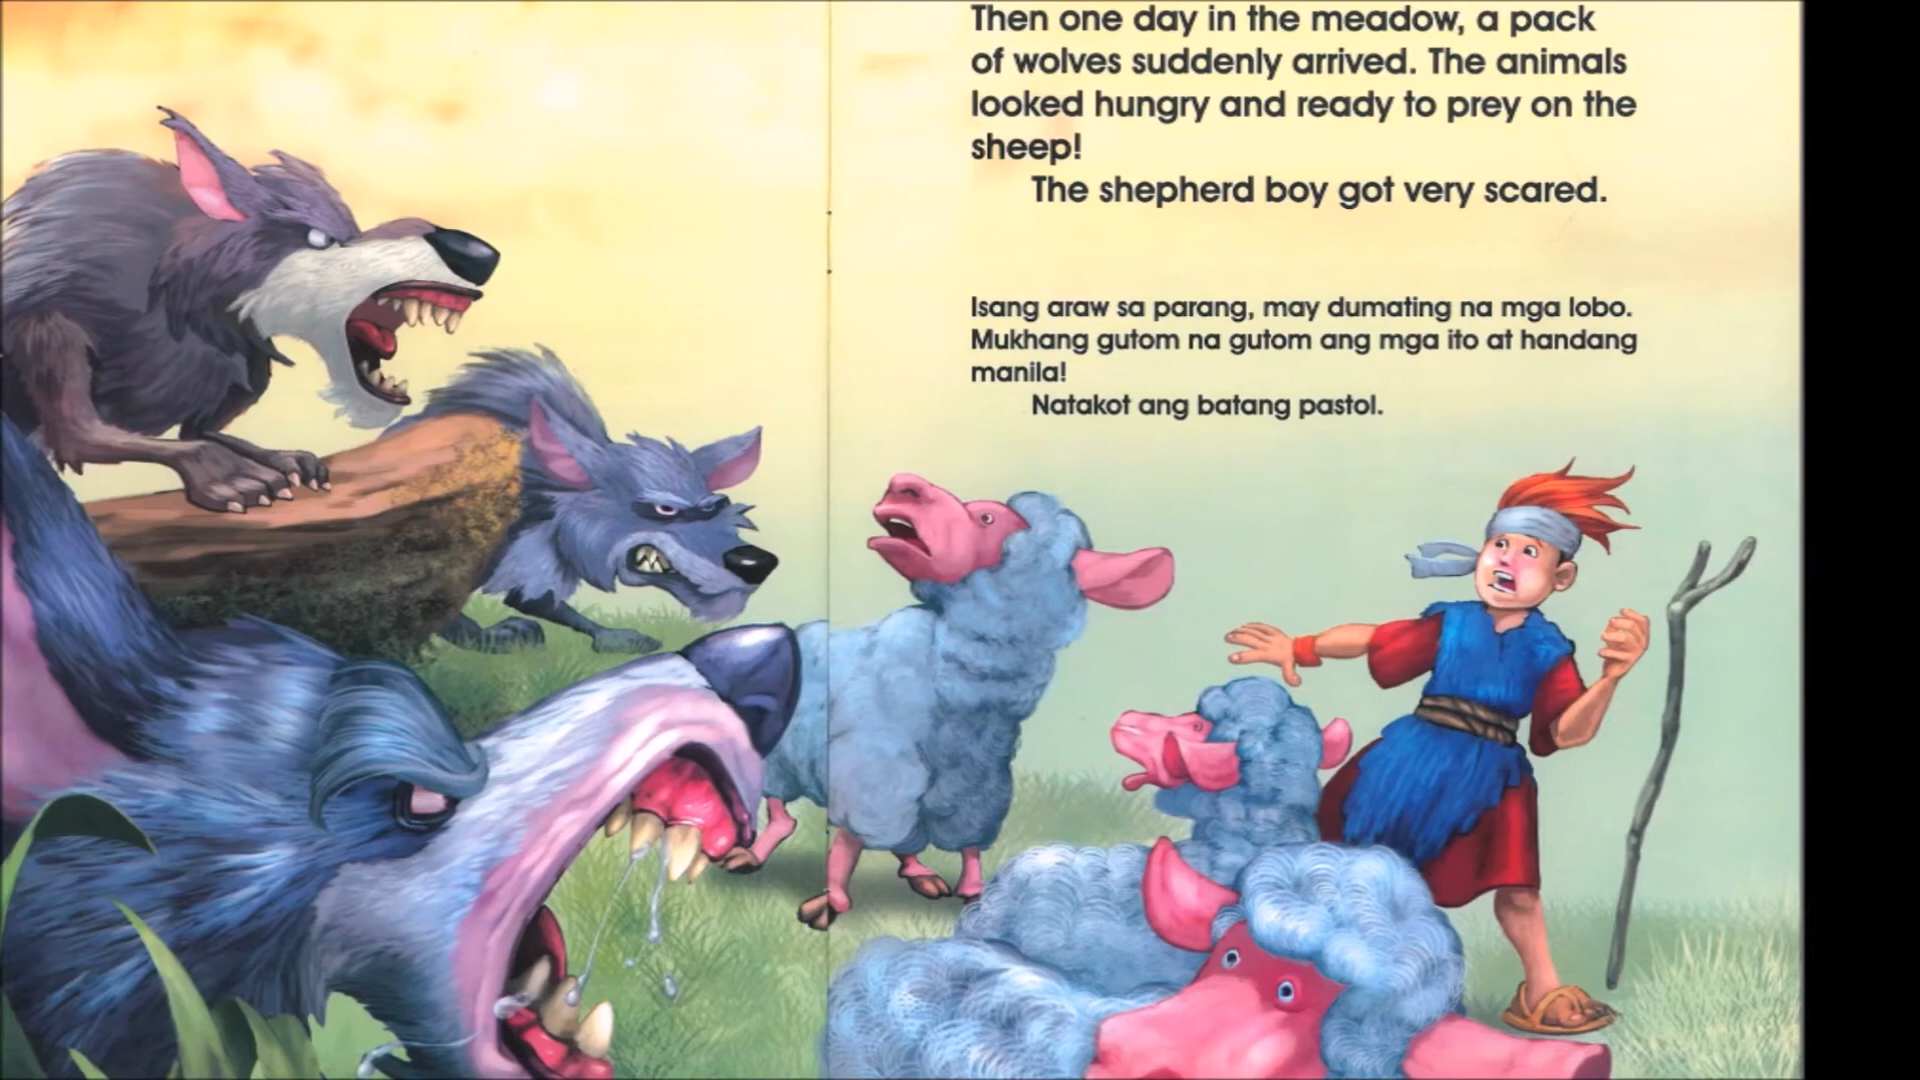 Then one day in the meadow, a pack
of wolves suddenly arrived. The animals
looked hungry and ready to prey on the
sheep!
The shepherd boy got very scared.
Isang araw sa parang, may dumating na mga lobo.
Mukhang gutom na gutom ang mga ito at handang
manila!
Natakot ang batang pastol.